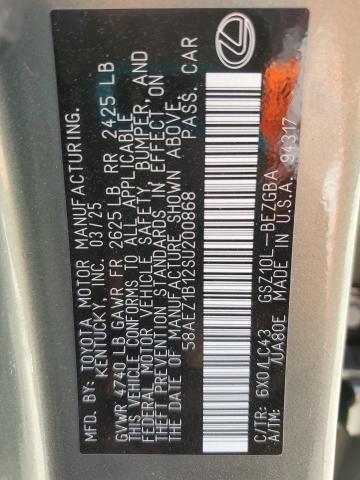 MFD. BY: TOYOTA MOTOR MANUFACTURING.
KENTUCKY, INC. 03/25
GVWR 4740 LB GAWR FR 2625 LB RR 2425 LB
THIS VEHICLE CONFORMS TO ALL APPLICABLE
FEDERAL MOTOR VEHICLE SAFETY, BUMPER, AND
THEFT PREVENTION STANDARDS IN EFFECT ON
THE DATE OF MANUFACTURE SHOWN ABOVE.
58AEZ1B12SU200868 PASS. CAR
C/TR: 6X0/LC43 GSZ10L-BEZGBA
A/TM: /UA80E MADE IN U.S.A. 94317